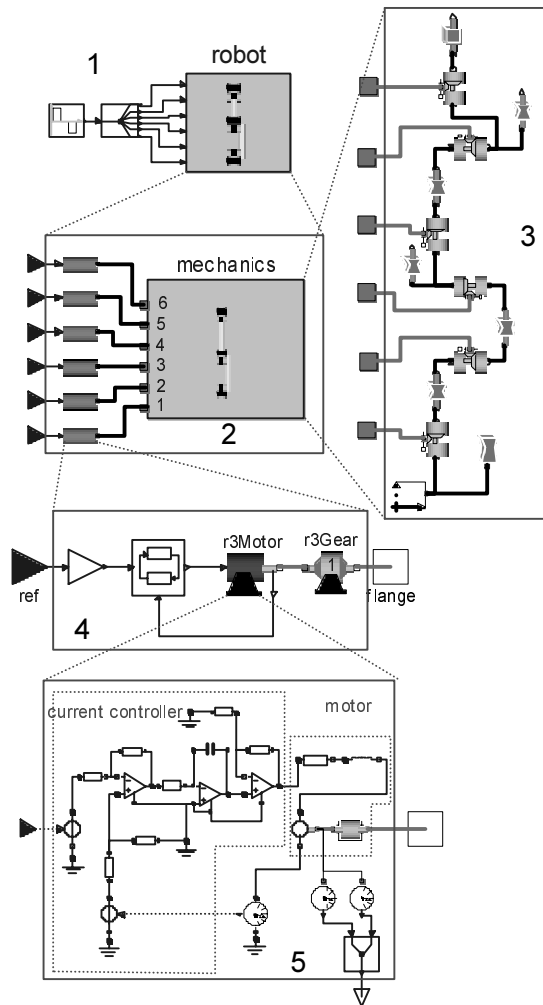 1
robot
3
mechanics
6
5
4
3
2
1
2
r3Motor
r3Gear
1
ref
flange
4
current controller
motor
5